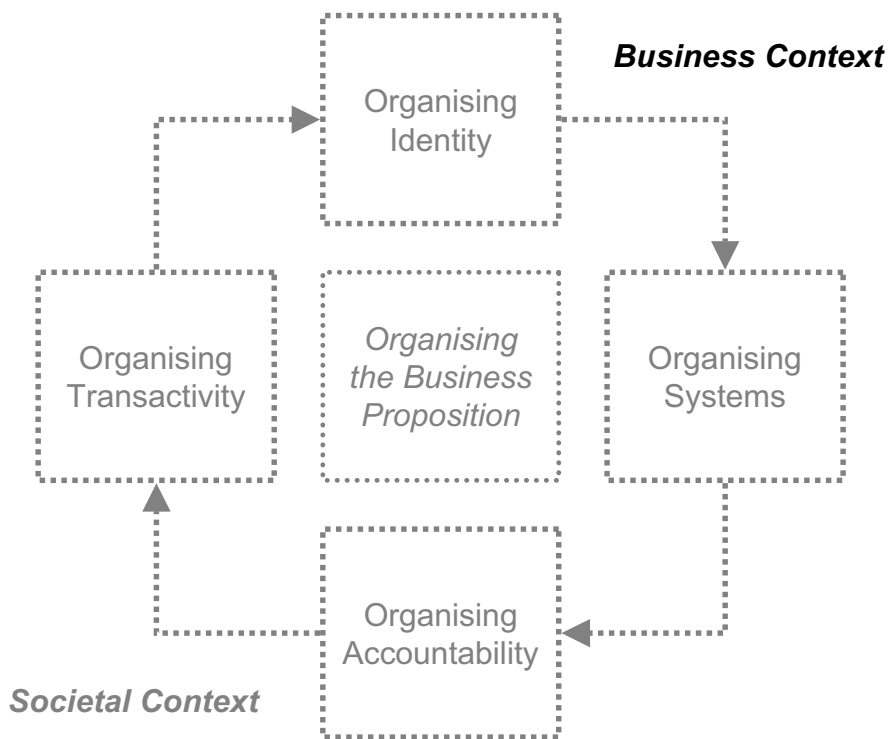 Business Context
Organising
Identity
Organising
Transactivity
Organising
the Business
Proposition
Organising
Systems
Organising
Accountability
Societal Context